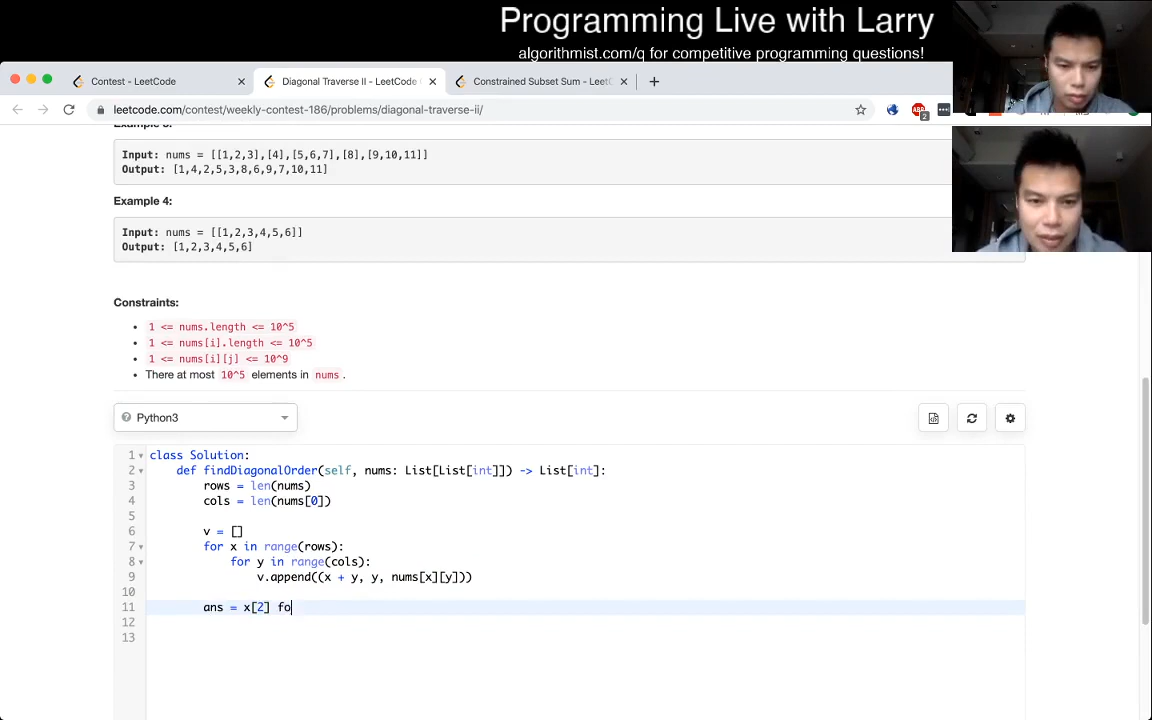 Programming Live with Larry
algorithmist.com/q for competitive programming questions!
Contest - LeetCode
Diagonal Traverse II - LeetCode
Constrained Subset Sum - Leet
leetcode.com/contest/weekly-contest-186/problems/diagonal-traverse-ii/
Input: nums = [[1,2,3],[4],[5,6,7],[8],[9,10,11]]
Output: [1,4,2,5,3,8,6,9,7,10,11]
Example 4:
Input: nums = [[1,2,3,4,5,6]]
Output: [1,2,3,4,5,6]
Constraints:
1 <= nums.length <= 10^5
1 <= nums[i].length <= 10^5
1 <= nums[i][j] <= 10^9
There at most 10^5 elements in nums.
Python3
1 class Solution:
2 def findDiagonalOrder(self, nums: List[List[int]]) -> List[int]:
3 rows = len(nums)
4 cols = len(nums[0])
5
6 v = []
7 for x in range(rows):
8 for y in range(cols):
9 v.append((x + y, y, nums[x][y]))
10
11 ans = x[2] fo
12
13